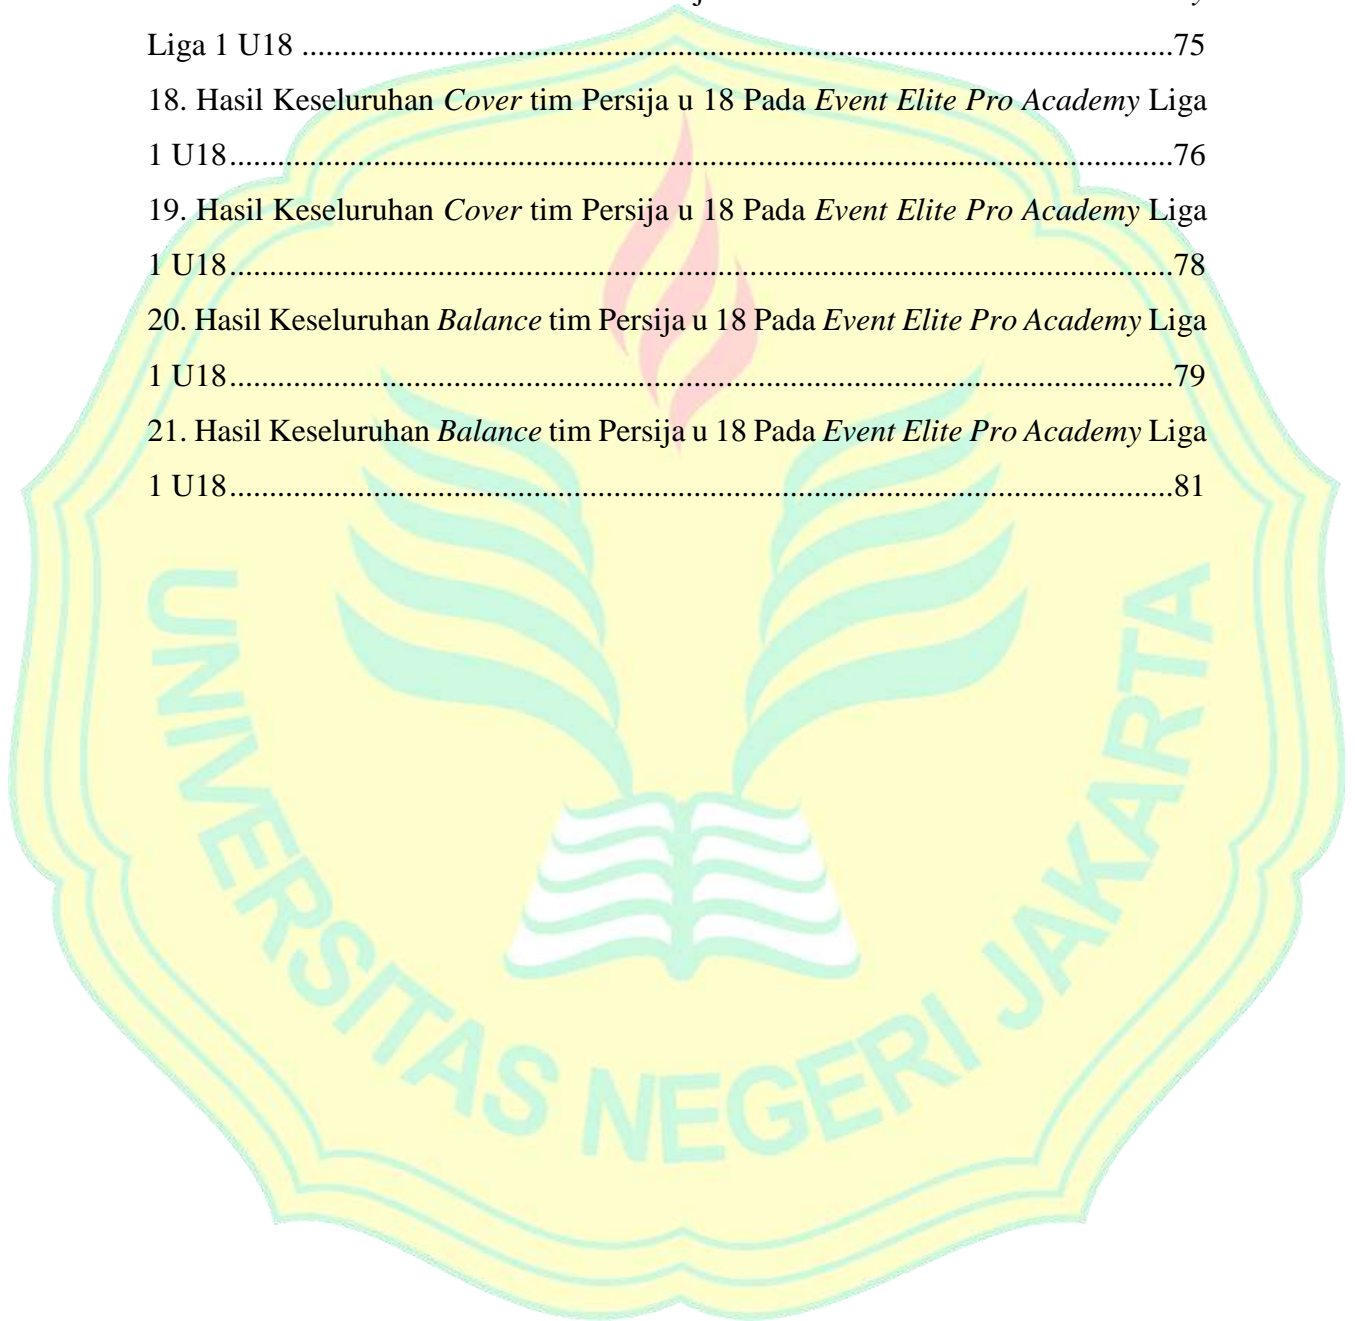 Liga 1 U18 ...............................................................................................................75
18. Hasil Keseluruhan Cover tim Persija u 18 Pada Event Elite Pro Academy Liga
1 U18........................................................................................................................76
19. Hasil Keseluruhan Cover tim Persija u 18 Pada Event Elite Pro Academy Liga
1 U18........................................................................................................................78
20. Hasil Keseluruhan Balance tim Persija u 18 Pada Event Elite Pro Academy Liga
1 U18........................................................................................................................79
21. Hasil Keseluruhan Balance tim Persija u 18 Pada Event Elite Pro Academy Liga
1 U18........................................................................................................................81
UNIVERSITAS NEGERI JAKARTA